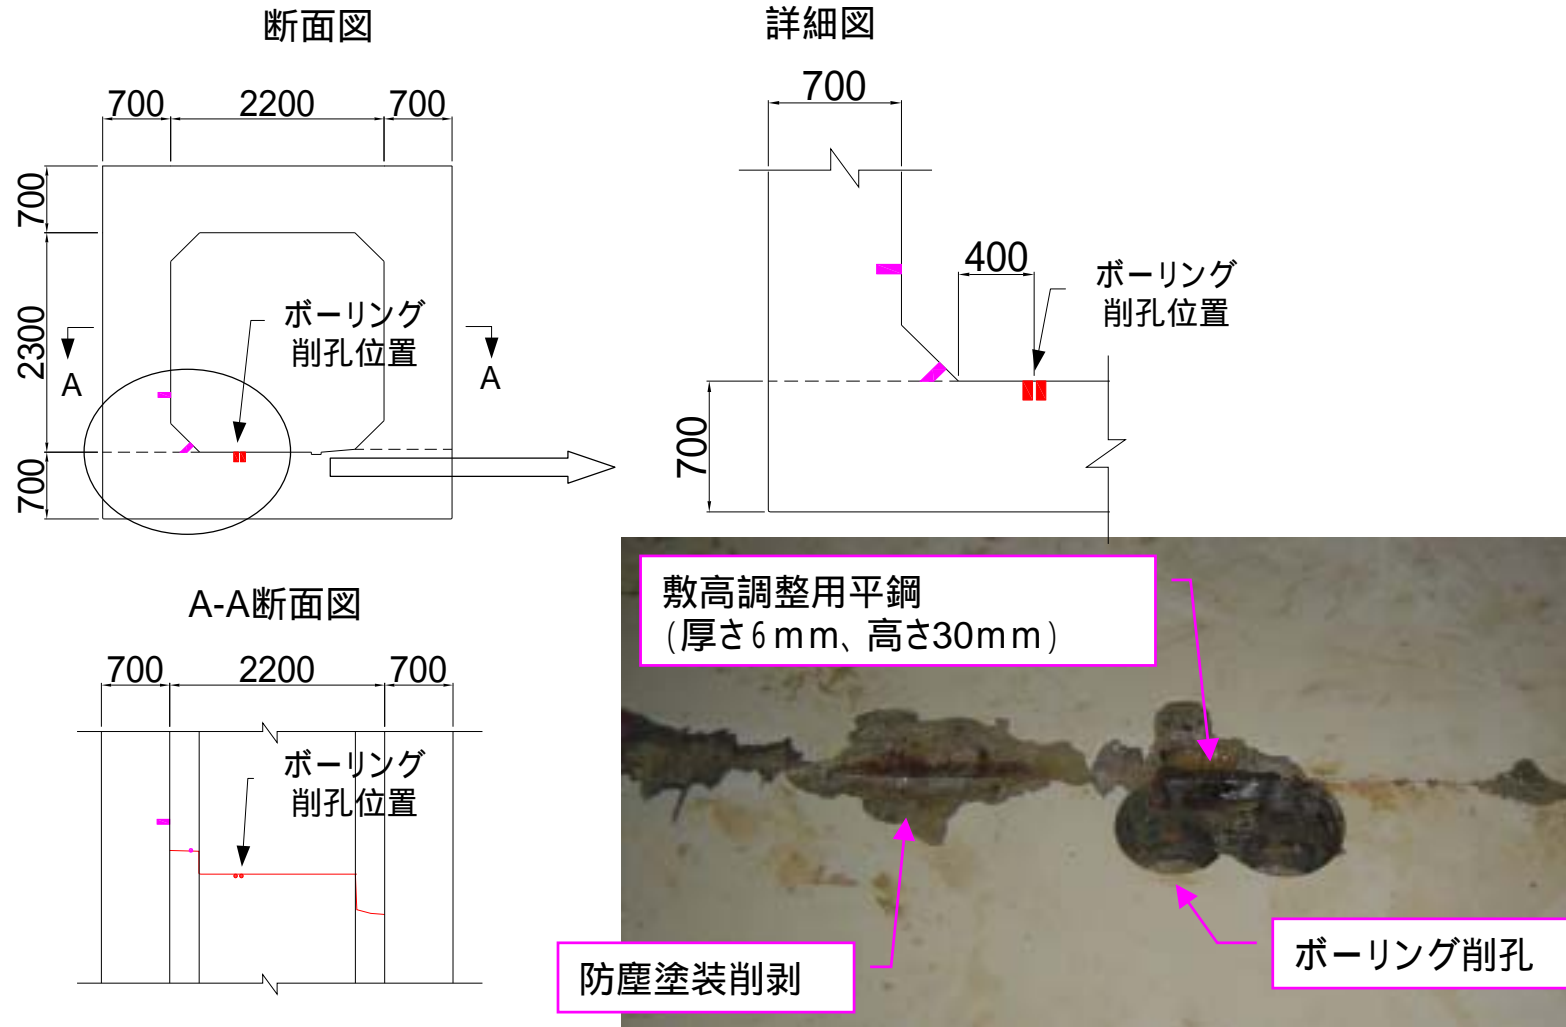 断面図
700
2200
700
700
2300
700
ボーリング
削孔位置
A
A
詳細図
700
400
ボーリング
削孔位置
700
A-A断面図
700
2200
700
ボーリング
削孔位置
敷高調整用平鋼
(厚さ6mm、高さ30mm)
防塵塗装削剥
ボーリング削孔